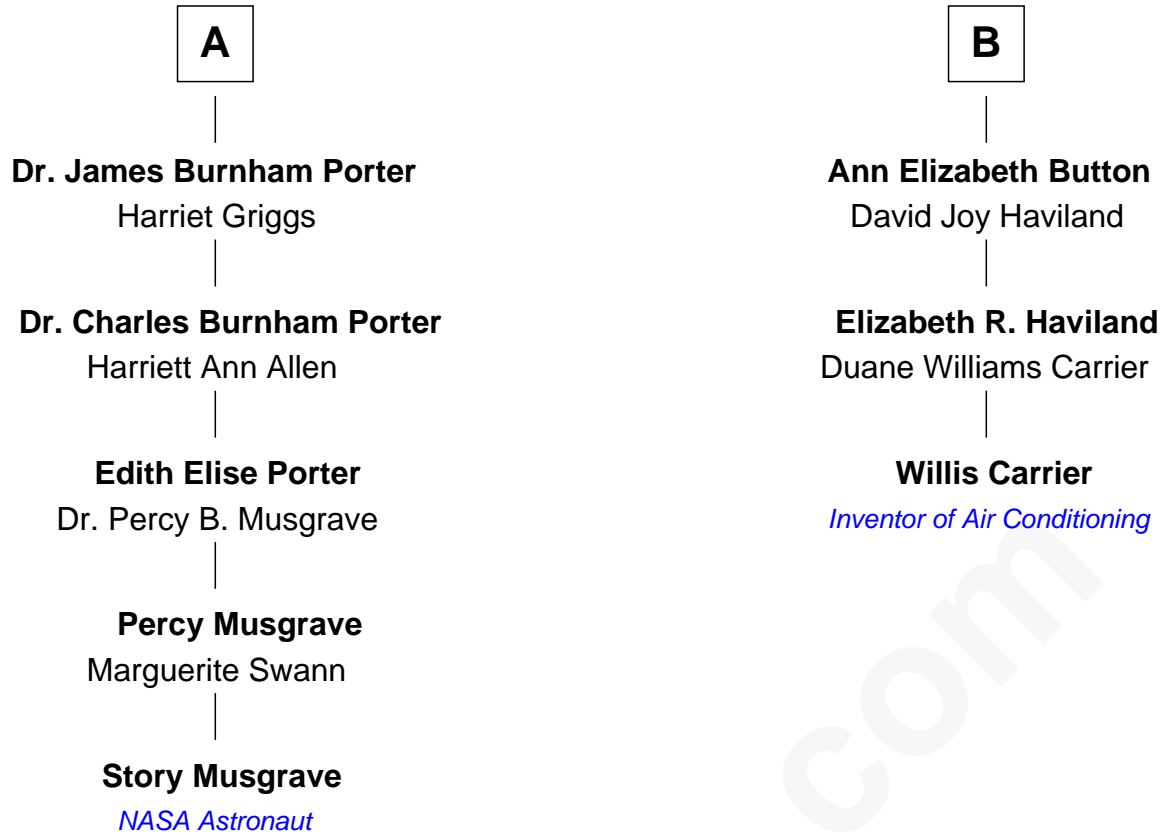 A
Dr. James Burnham Porter
Harriet Griggs
Dr. Charles Burnham Porter
Harriett Ann Allen
Edith Elise Porter
Dr. Percy B. Musgrave
Percy Musgrave
Marguerite Swann
Story Musgrave
NASA Astronaut
B
Ann Elizabeth Button
David Joy Haviland
Elizabeth R. Haviland
Duane Williams Carrier
Willis Carrier
Inventor of Air Conditioning
com